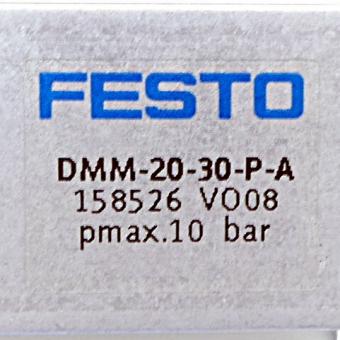 FESTO
DMM-20-30-P-A
158526 VO08
pmax.10 bar